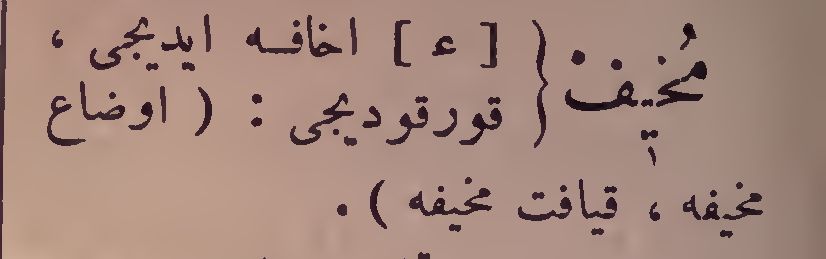 مُخیف { [ ء ] اخافه ایدیجی ،
قورقودیجی : ( اوضاع
مخیفه ، قیافت مخیفه ) .